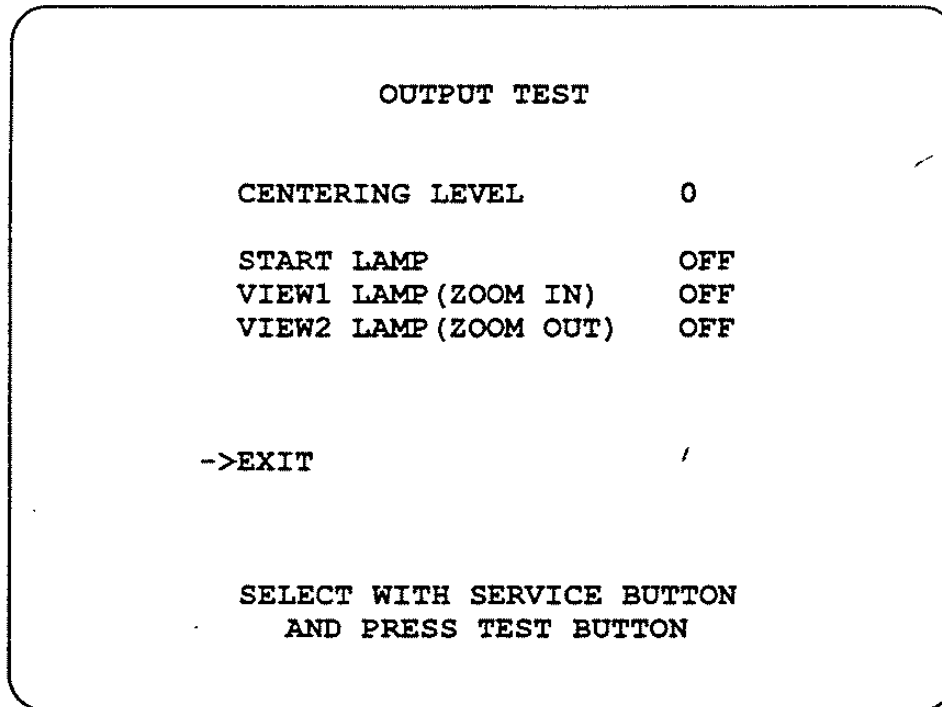 OUTPUT TEST
CENTERING LEVEL 0
START LAMP OFF
VIEW1 LAMP(ZOOM IN) OFF
VIEW2 LAMP(ZOOM OUT) OFF
->EXIT
SELECT WITH SERVICE BUTTON
AND PRESS TEST BUTTON